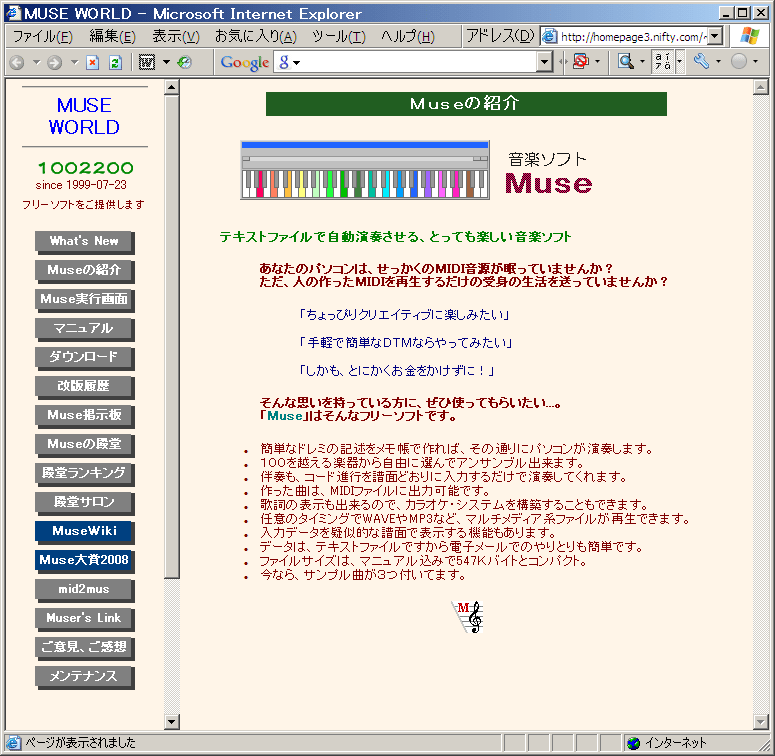 MUSE WORLD - Microsoft Internet Explorer
ファイル(F) 編集(E) 表示(V) お気に入り(A) ツール(T) ヘルプ(H) アドレス(D) http://homepage3.nifty.com/
Google g
MUSE
WORLD
1002200
since 1999-07-23
フリーソフトをご提供します
What's New
Museの紹介
Muse実行画面
マニュアル
ダウンロード
改版履歴
Muse掲示板
Museの殿堂
殿堂ランキング
殿堂サロン
MuseWiki
Muse大賞2008
mid2mus
Muser's Link
ご意見、ご感想
メンテナンス
Museの紹介
音楽ソフト
Muse
テキストファイルで自動演奏させる、とっても楽しい音楽ソフト
あなたのパソコンは、せっかくのMIDI音源が眠っていませんか？
ただ、人の作ったMIDIを再生するだけの受身の生活を送っていませんか？
「ちょっぴりクリエイティブに楽しみたい」
「手軽で簡単なDTMならやってみたい」
「しかも、とにかくお金をかけずに！」
そんな思いを持っている方に、ぜひ使ってもらいたい...。
「Muse」はそんなフリーソフトです。
• 簡単なドレミの記述をメモ帳で作れば、その通りにパソコンが演奏します。
• １００を越える楽器から自由に選んでアンサンブル出来ます。
• 伴奏も、コード進行を譜面どおりに入力するだけで演奏してくれます。
• 作った曲は、MIDIファイルに出力可能です。
• 歌詞の表示も出来るので、カラオケ・システムを構築することもできます。
• 任意のタイミングでWAVEやMP3など、マルチメディア系ファイルが再生できます。
• 入力データを疑似的な譜面で表示する機能もあります。
• データは、テキストファイルですから電子メールでのやりとりも簡単です。
• ファイルサイズは、マニュアル込みで547Kバイトとコンパクト。
• 今なら、サンプル曲が３つ付いてます。
M
ページが表示されました インターネット